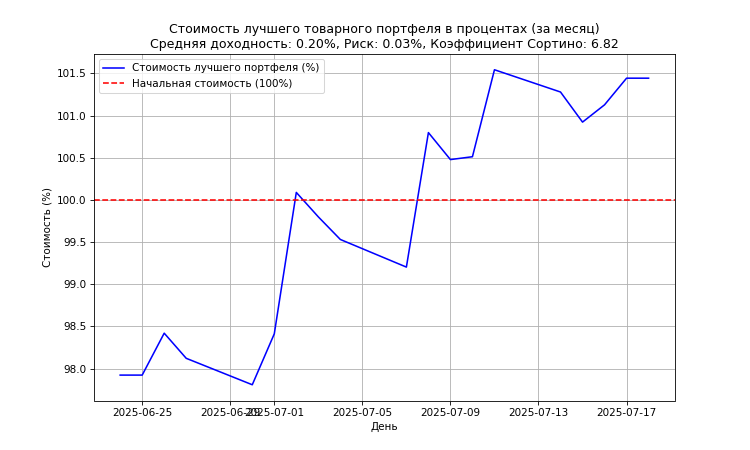 Стоимость лучшего товарного портфеля в процентах (за месяц)
Средняя доходность: 0.20%, Риск: 0.03%, Коэффициент Сортино: 6.82
Стоимость лучшего портфеля (%)
Начальная стоимость (100%)
101.5
101.0
100.5
100.0
99.5
99.0
98.5
98.0
Стоимость (%)
2025-06-25 2025-06-29 2025-07-01 2025-07-05 2025-07-09 2025-07-13 2025-07-17
День